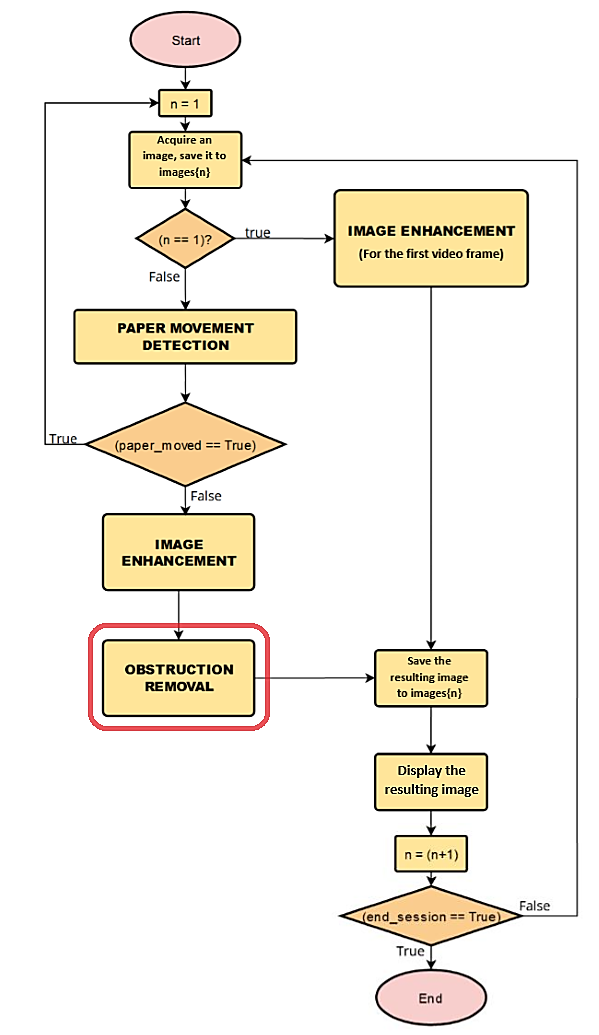 Start
n = 1
Acquire an
image, save it to
images{n}
(n == 1)?
true
IMAGE ENHANCEMENT
(For the first video frame)
False
PAPER MOVEMENT
DETECTION
True
(paper_moved == True)
False
IMAGE
ENHANCEMENT
OBSTRUCTION
REMOVAL
Save the
resulting image
to images{n}
Display the
resulting image
n = (n+1)
(end_session == True)
False
True
End